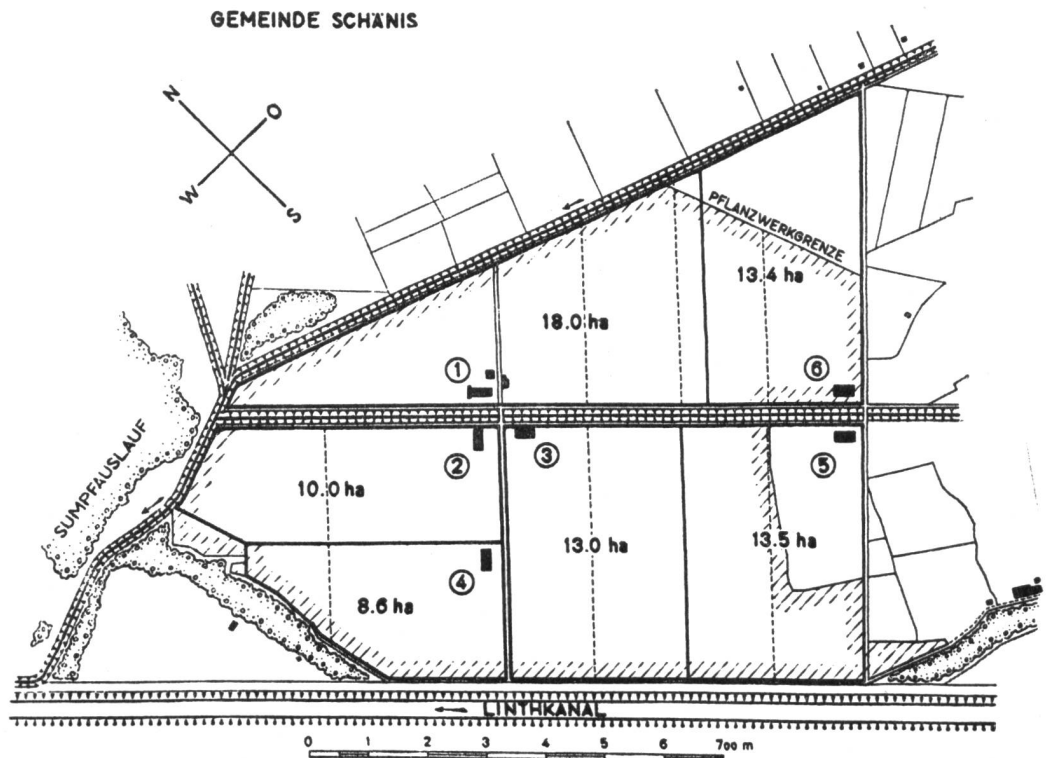 GEMEINDE SCHÄNIS
N
O
W
S
PFLANZWERKGRENZE
13.4 ha
18.0 ha
1
6
SUMPFAUSLAUF
2
3
5
10.0 ha
13.0 ha
13.5 ha
4
8.6 ha
LINTHKANAL
0 1 2 3 4 5 6 700 m